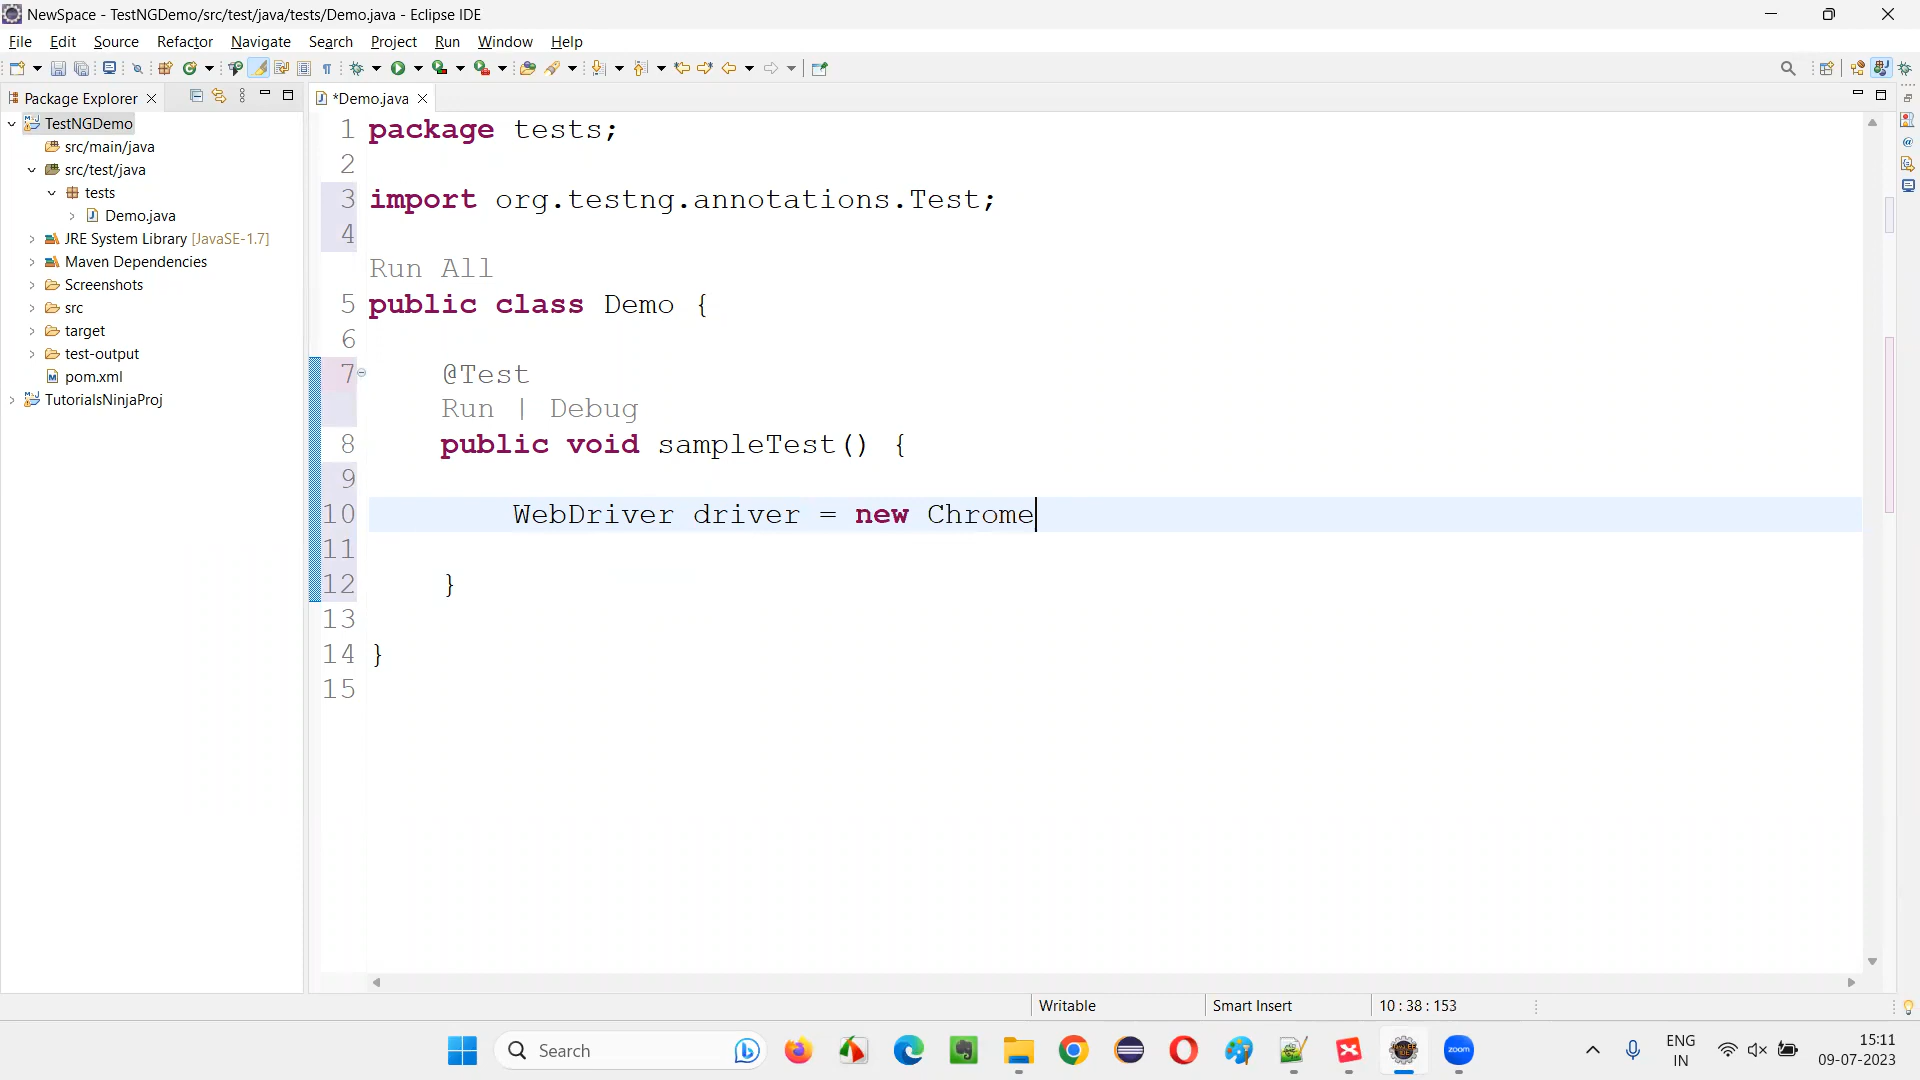 NewSpace - TestNGDemo/src/test/java/tests/Demo.java - Eclipse IDE
File Edit Source Refactor Navigate Search Project Run Window Help
Package Explorer
*Demo.java
TestNGDemo
src/main/java
src/test/java
tests
Demo.java
JRE System Library [JavaSE-1.7]
Maven Dependencies
Screenshots
src
target
test-output
pom.xml
TutorialsNinjaProj
1 package tests;
2
3 import org.testng.annotations.Test;
4
Run All
5 public class Demo {
6
7 @Test
Run | Debug
8 public void sampleTest() {
9
10 WebDriver driver = new Chrome
11
12 }
13
14 }
15
Writable
Smart Insert
10 : 38 : 153
Search
zoom
ENG
IN
15:11
09-07-2023